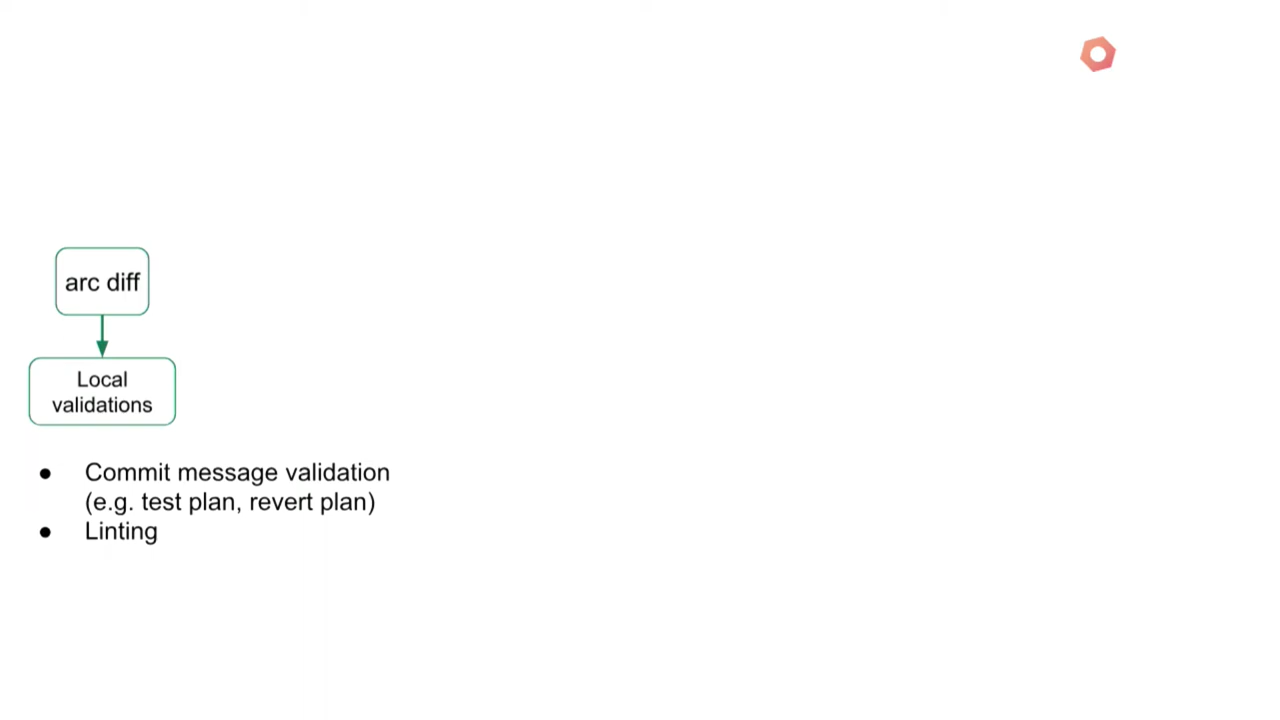 arc diff
Local
validations
● Commit message validation
(e.g. test plan, revert plan)
● Linting